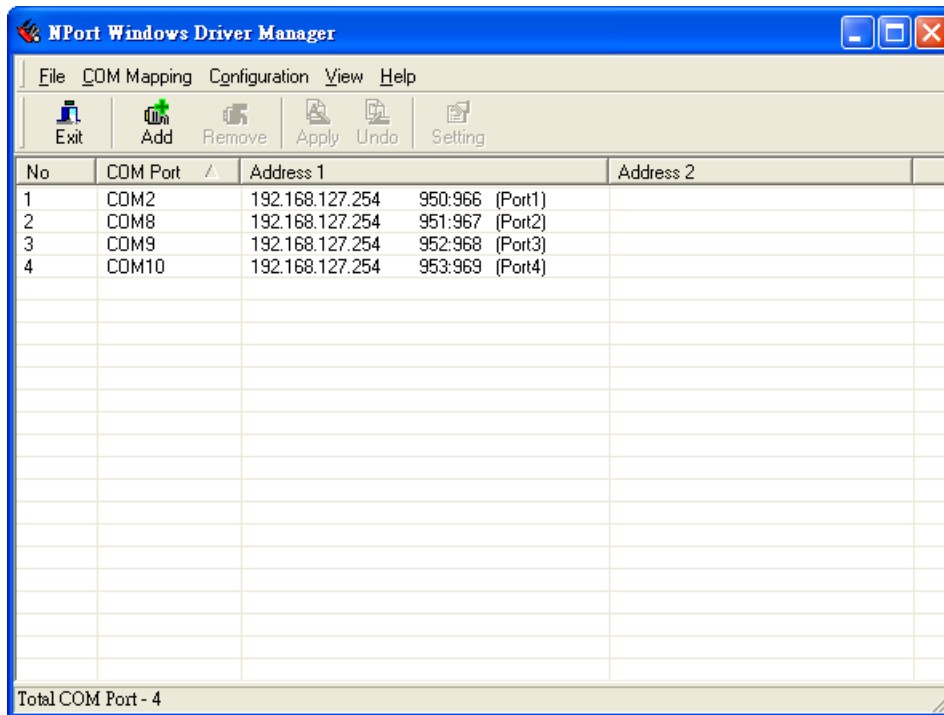 NPort Windows Driver Manager
File COM Mapping Configuration View Help
Exit Add Remove Apply Undo Setting
No COM Port Address 1 Address 2
1 COM2 192.168.127.254 950:966 (Port1)
2 COM8 192.168.127.254 951:967 (Port2)
3 COM9 192.168.127.254 952:968 (Port3)
4 COM10 192.168.127.254 953:969 (Port4)
Total COM Port - 4